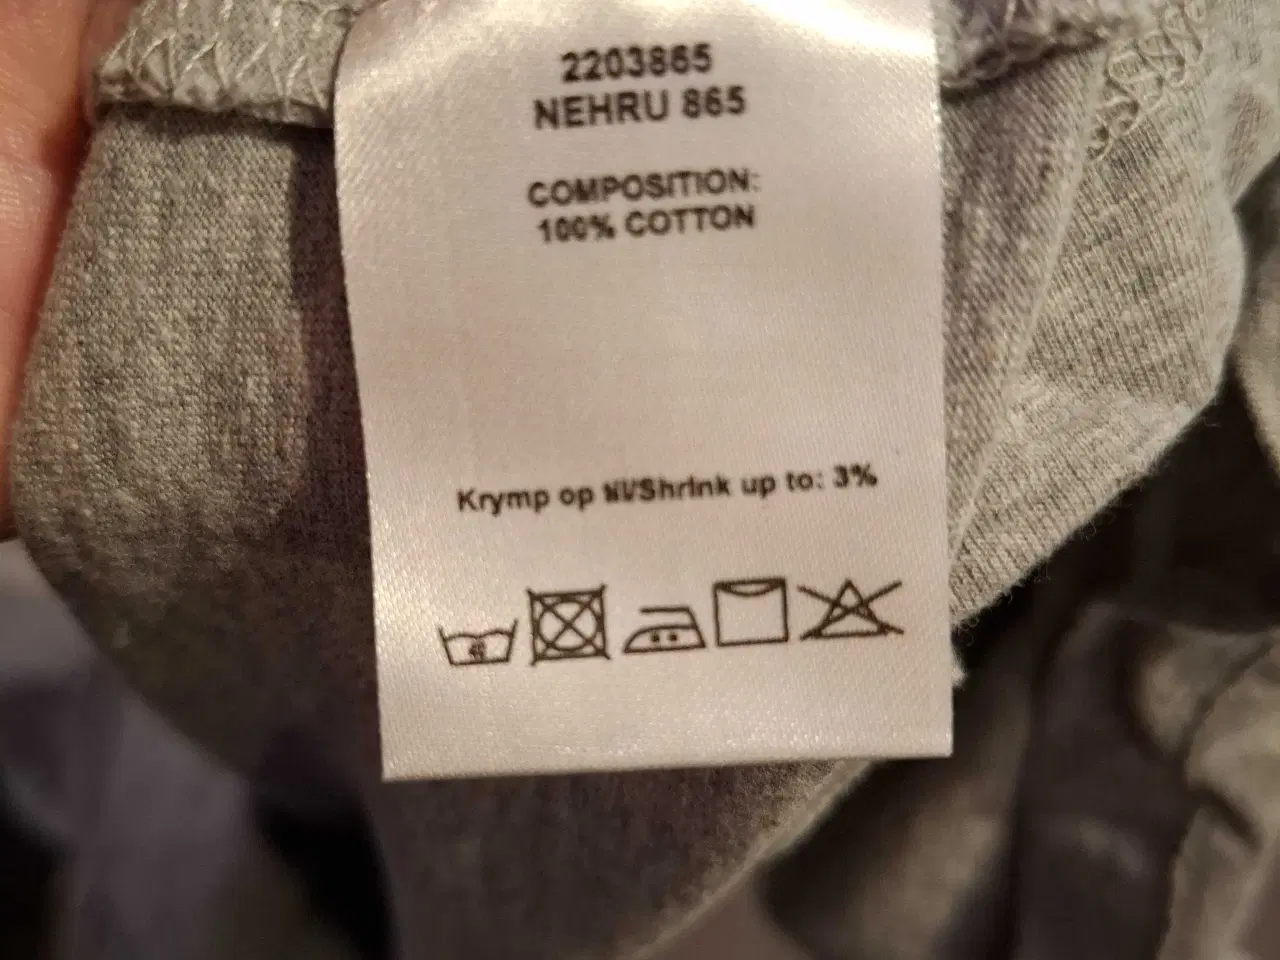 2203865
NEHRU 865
COMPOSITION:
100% COTTON
Krymp op til/Shrink up to: 3%